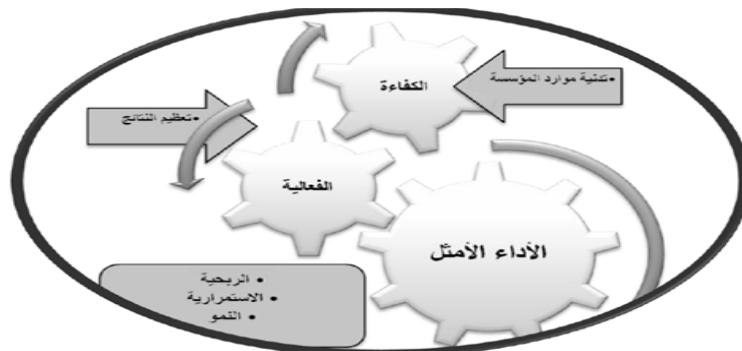 الكفاءة
•تدنية موارد المؤسسة
•تعظيم النتائج
الفعالية
الأداء الأمثل
• الربحية
• الاستمرارية
• النمو